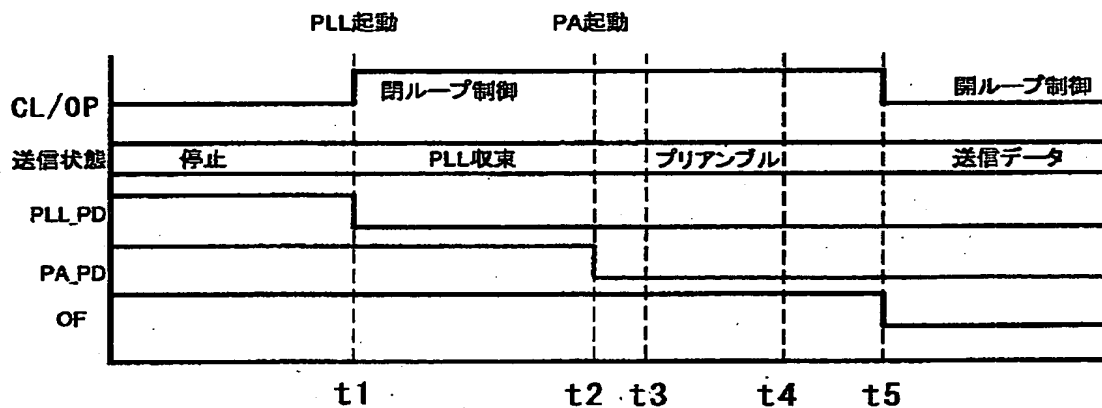 PLL起動 PA起動
CL/OP 閉ループ制御 開ループ制御
送信状態 停止 PLL収束 プリアンブル 送信データ
PLL_PD
PA_PD
OF
t1 t2 t3 t4 t5